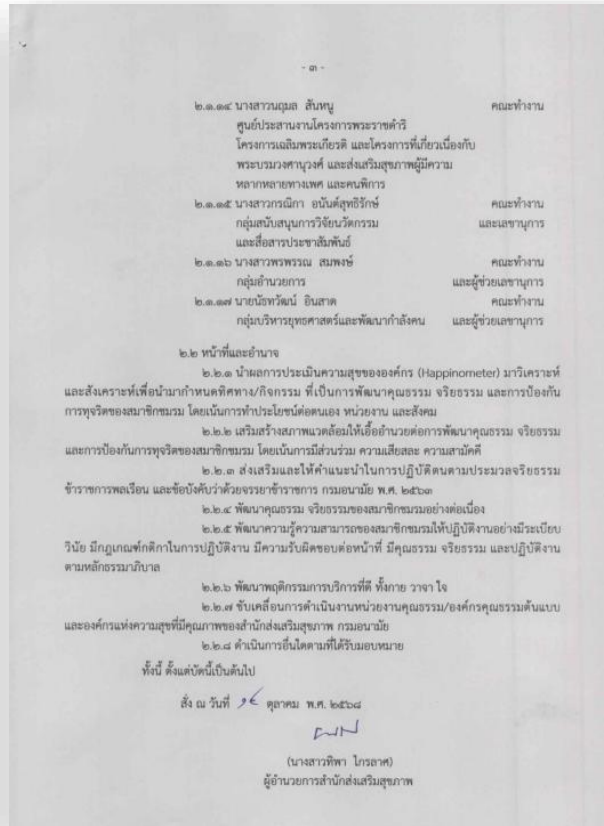 - ๓ -
๒.๑.๑๔ นางสาวนฤมล สันหนู คณะทำงาน
ศูนย์ประสานงานโครงการพระราชดำริ
โครงการเฉลิมพระเกียรติ และโครงการที่เกี่ยวเนื่องกับ
พระบรมวงศานุวงศ์ และส่งเสริมสุขภาพผู้มีความ
หลากหลายทางเพศ และคนพิการ
๒.๑.๑๕ นางสาวกรณิกา อนันต์สุทธิรักษ์ คณะทำงาน
กลุ่มสนับสนุนการวิจัยนวัตกรรม และเลขานุการ
และสื่อสารประชาสัมพันธ์
๒.๑.๑๖ นางสาวพรพรรณ สมพงษ์ คณะทำงาน
กลุ่มอำนวยการ และผู้ช่วยเลขานุการ
๒.๑.๑๗ นายนัธทวัฒน์ อินสาด คณะทำงาน
กลุ่มบริหารยุทธศาสตร์และพัฒนากำลังคน และผู้ช่วยเลขานุการ
๒.๒ หน้าที่และอำนาจ
๒.๒.๑ นำผลการประเมินความสุขขององค์กร (Happinometer) มาวิเคราะห์
และสังเคราะห์เพื่อนำมากำหนดทิศทาง/กิจกรรม ที่เป็นการพัฒนาคุณธรรม จริยธรรม และการป้องกัน
การทุจริตของสมาชิกชมรม โดยเน้นการทำประโยชน์ต่อตนเอง หน่วยงาน และสังคม
๒.๒.๒ เสริมสร้างสภาพแวดล้อมให้เอื้ออำนวยต่อการพัฒนาคุณธรรม จริยธรรม
และการป้องกันการทุจริตของสมาชิกชมรม โดยเน้นการมีส่วนร่วม ความเสียสละ ความสามัคคี
๒.๒.๓ ส่งเสริมและให้คำแนะนำในการปฏิบัติตนตามประมวลจริยธรรม
ข้าราชการพลเรือน และข้อบังคับว่าด้วยจรรยาข้าราชการ กรมอนามัย พ.ศ. ๒๕๖๓
๒.๒.๔ พัฒนาคุณธรรม จริยธรรมของสมาชิกชมรมอย่างต่อเนื่อง
๒.๒.๕ พัฒนาความรู้ความสามารถของสมาชิกชมรมให้ปฏิบัติงานอย่างมีระเบียบ
วินัย มีกฎเกณฑ์กติกาในการปฏิบัติงาน มีความรับผิดชอบต่อหน้าที่ มีคุณธรรม จริยธรรม และปฏิบัติงาน
ตามหลักธรรมาภิบาล
๒.๒.๖ พัฒนาพฤติกรรมการบริการที่ดี ทั้งกาย วาจา ใจ
๒.๒.๗ ขับเคลื่อนการดำเนินงานหน่วยงานคุณธรรม/องค์กรคุณธรรมต้นแบบ
และองค์กรแห่งความสุขที่มีคุณภาพของสำนักส่งเสริมสุขภาพ กรมอนามัย
๒.๒.๘ ดำเนินการอื่นใดตามที่ได้รับมอบหมาย
ทั้งนี้ ตั้งแต่บัดนี้เป็นต้นไป
สั่ง ณ วันที่ ตุลาคม พ.ศ. ๒๕๖๘
(นางสาวทิพา ไกรลาศ)
ผู้อำนวยการสำนักส่งเสริมสุขภาพ